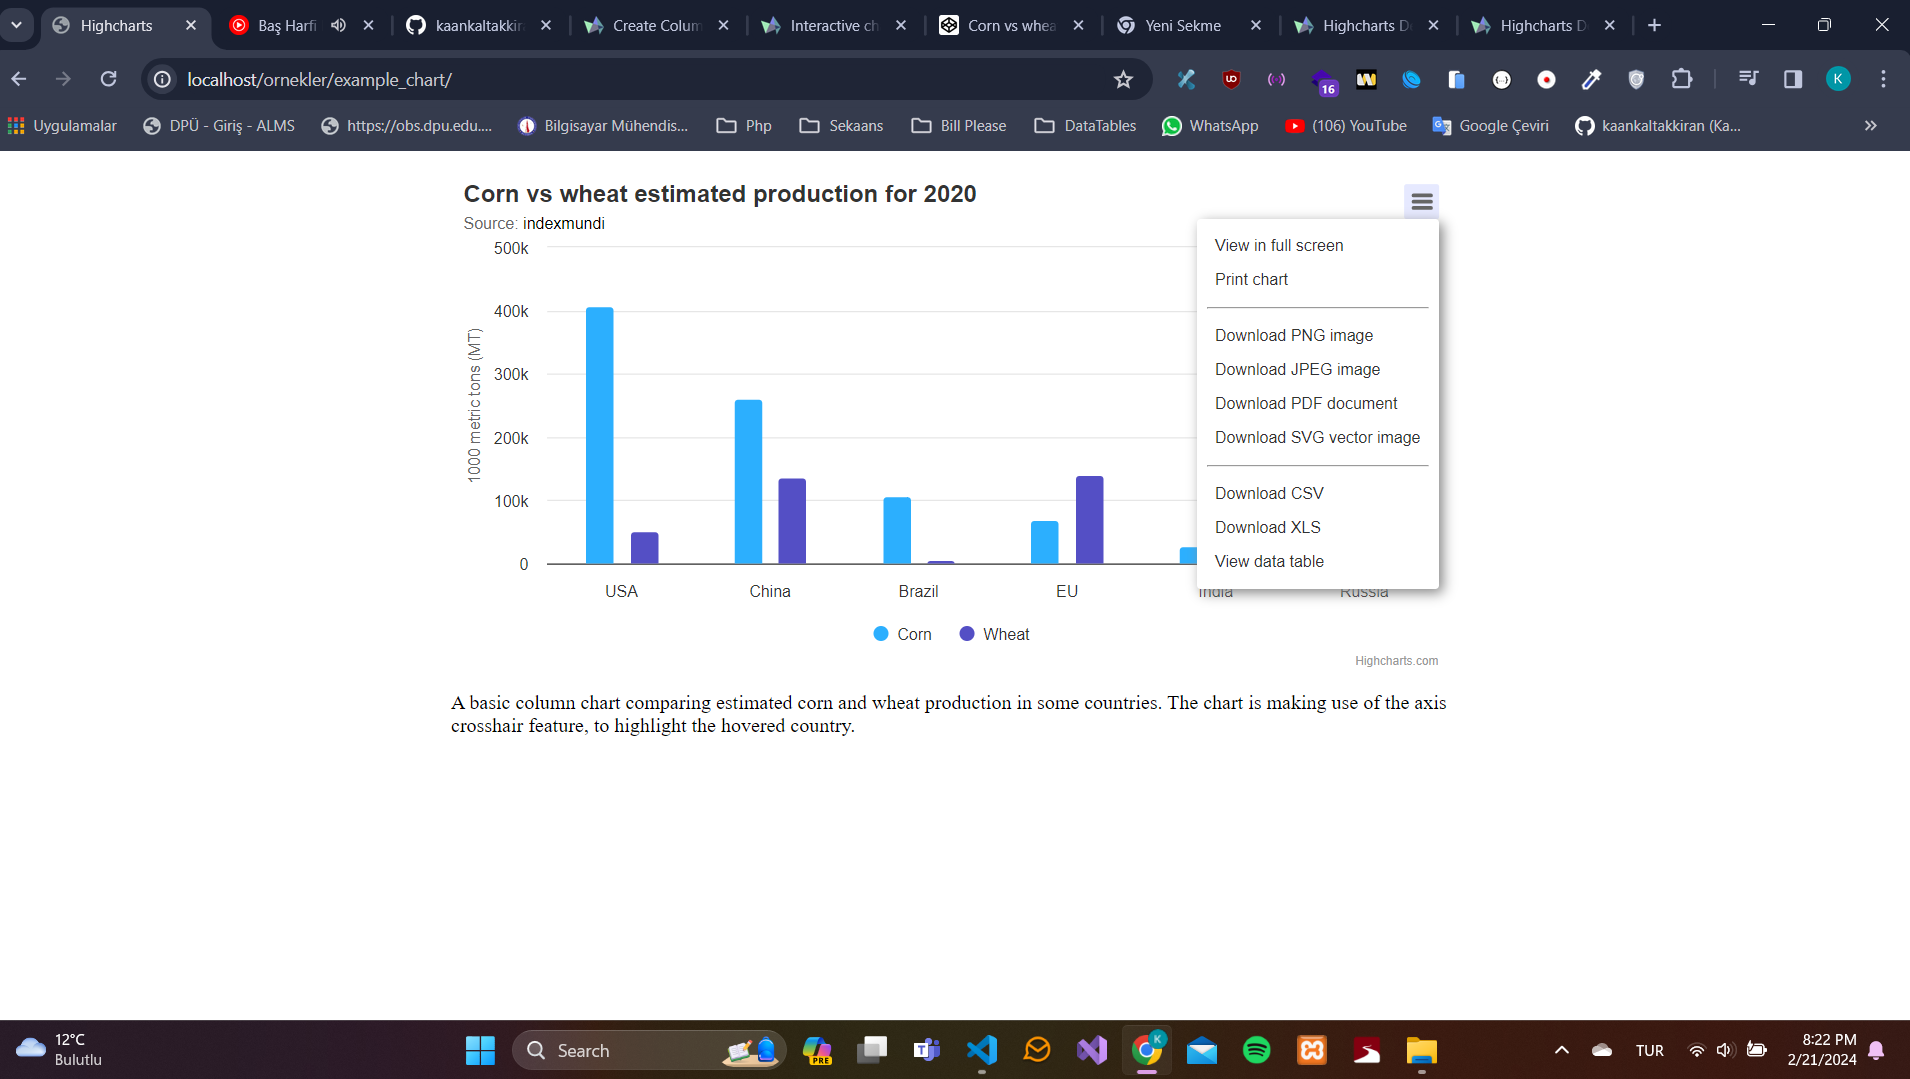 Highcharts
Baş Harfi
kaankaltakkira
Create Colum
Interactive ch
Corn vs whea
Yeni Sekme
Highcharts D
Highcharts D
localhost/ornekler/example_chart/
16
K
Uygulamalar
DPÜ - Giriş - ALMS
https://obs.dpu.edu....
Bilgisayar Mühendis...
Php
Sekaans
Bill Please
DataTables
WhatsApp
(106) YouTube
Google Çeviri
kaankaltakkiran (Ka...
Corn vs wheat estimated production for 2020
Source: indexmundi
View in full screen
Print chart
Download PNG image
Download JPEG image
Download PDF document
Download SVG vector image
Download CSV
Download XLS
View data table
1000 metric tons (MT)
500k
400k
300k
200k
100k
0
USA
China
Brazil
EU
India
Russia
Corn
Wheat
Highcharts.com
A basic column chart comparing estimated corn and wheat production in some countries. The chart is making use of the axis
crosshair feature, to highlight the hovered country.
12°C
Bulutlu
Search
PRE
K
TUR
8:22 PM
2/21/2024